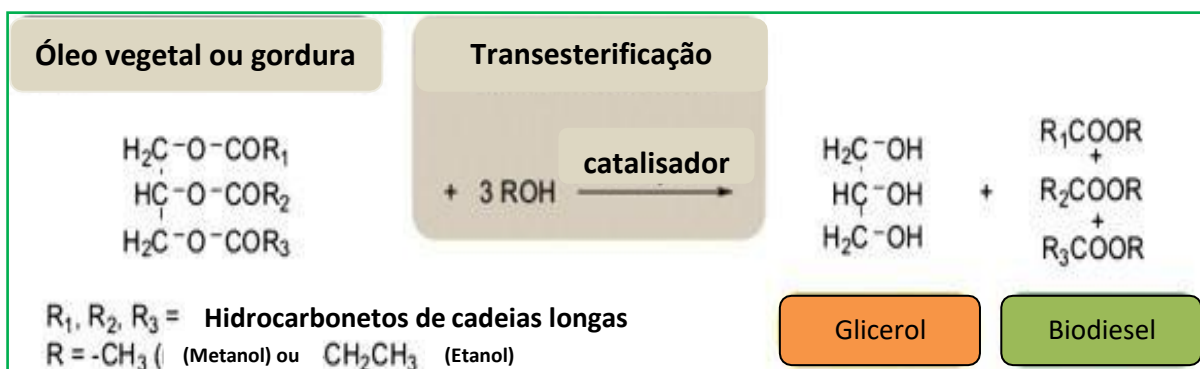 Óleo vegetal ou gordura
Transesterificação
H₂C-O-COR₁
HC-O-COR₂
H₂C-O-COR₃
+ 3 ROH
catalisador
H₂C-OH
HC-OH
H₂C-OH
+
R₁COOR
+
R₂COOR
+
R₃COOR
R₁, R₂, R₃ = Hidrocarbonetos de cadeias longas
R = -CH₃ ( (Metanol) ou CH₂CH₃ (Etanol)
Glicerol
Biodiesel